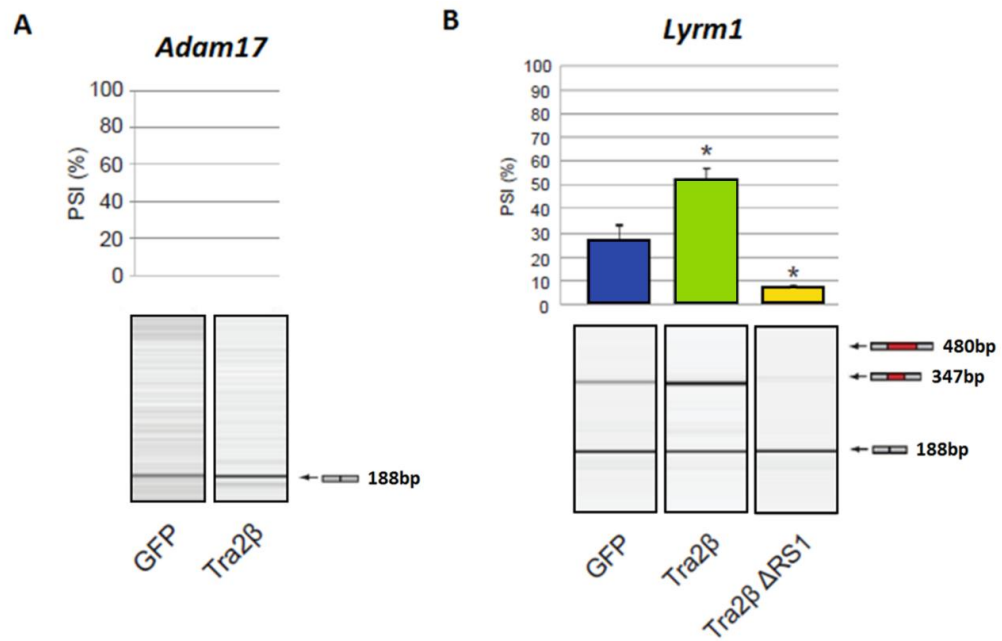 A
Adam17
PSI (%)
100
80
60
40
20
0
188bp
GFP
Tra2β
B
Lyrm1
PSI (%)
100
90
80
70
60
50
40
30
20
10
0
*
*
480bp
347bp
188bp
GFP
Tra2β
Tra2β ΔRS1